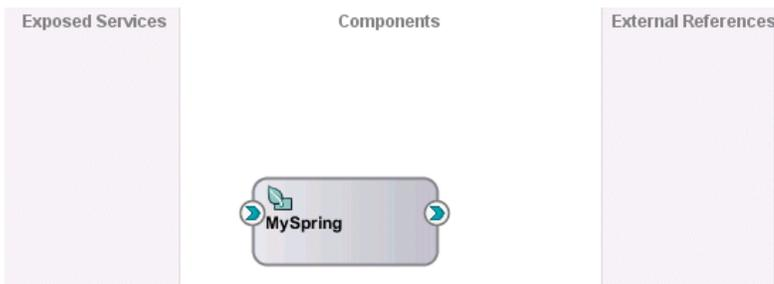 Exposed Services
Components
External References
MySpring